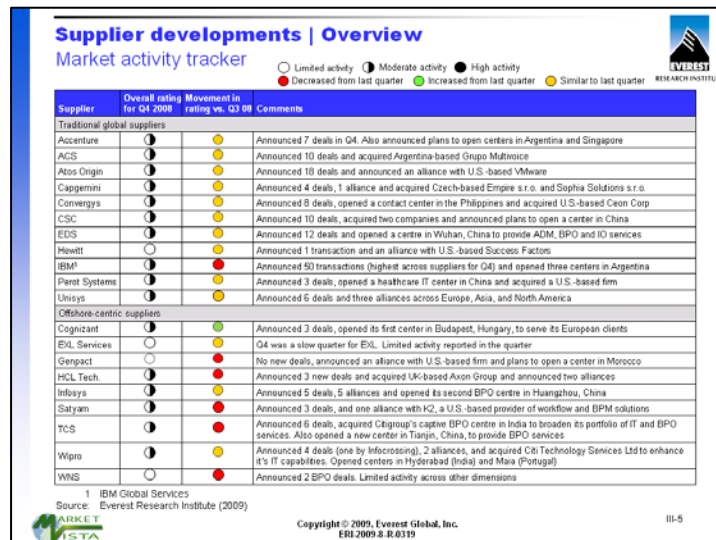 Supplier developments | Overview
Market activity tracker
Limited activity Moderate activity High activity
Decreased from last quarter Increased from last quarter Similar to last quarter
EVEREST
RESEARCH INSTITU
Supplier Overall rating for Q4 2008 Movement in rating vs. Q3 08 Comments
Traditional global suppliers
Accenture Announced 7 deals in Q4. Also announced plans to open centers in Argentina and Singapore
ACS Announced 10 deals and acquired Argentina-based Grupo Multivoice
Atos Origin Announced 18 deals and announced an alliance with U.S.-based VMware
Capgemini Announced 4 deals, 1 alliance and acquired Czech-based Empire s.r.o. and Sophia Solutions s.r.o.
Convergys Announced 8 deals, opened a contact center in the Philippines and acquired U.S.-based Ceon Corp
CSC Announced 10 deals, acquired two companies and announced plans to open a center in China
EDS Announced 12 deals and opened a centre in Wuhan, China to provide ADM, BPO and IO services
Hewitt Announced 1 transaction and an alliance with U.S.-based Success Factors
IBM¹ Announced 50 transactions (highest across suppliers for Q4) and opened three centers in Argentina
Perot Systems Announced 3 deals, opened a healthcare IT center in China and acquired a U.S.-based firm
Unisys Announced 6 deals and three alliances across Europe, Asia, and North America
Offshore-centric suppliers
Cognizant Announced 3 deals, opened its first center in Budapest, Hungary, to serve its European clients
EXL Services Q4 was a slow quarter for EXL. Limited activity reported in the quarter
Genpact No new deals, announced an alliance with U.S.-based firm and plans to open a center in Morocco
HCL Tech. Announced 3 new deals and acquired UK-based Axon Group and announced two alliances
Infosys Announced 5 deals, 5 alliances and opened its second BPO centre in Huangzhou, China
Satyam Announced 3 deals, and one alliance with K2, a U.S.-based provider of workflow and BPM solutions
TCS Announced 6 deals, acquired Citigroup's captive BPO centre in India to broaden its portfolio of IT and BPO
services. Also opened a new center in Tianjin, China, to provide BPO services
Wipro Announced 4 deals (one by Infocrossing), 2 alliances, and acquired Citi Technology Services Ltd to enhance
it's IT capabilities. Opened centers in Hyderabad (India) and Maia (Portugal)
WNS Announced 2 BPO deals. Limited activity across other dimensions
1 IBM Global Services
Source: Everest Research Institute (2009)
MARKET
VISTA
Copyright © 2009, Everest Global, Inc.
ERI-2009-8-R-0319
III-5